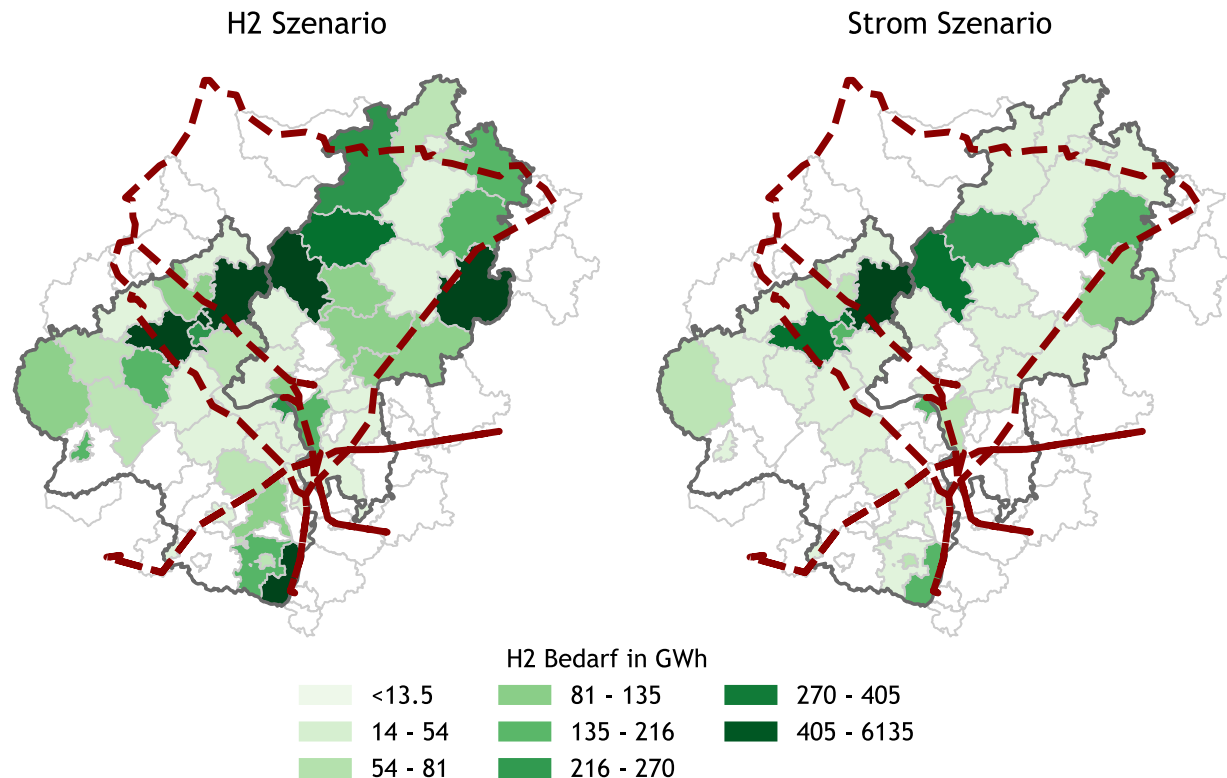 H2 Szenario
Strom Szenario
H2 Bedarf in GWh
<13.5
81 - 135
270 - 405
14 - 54
135 - 216
405 - 6135
54 - 81
216 - 270